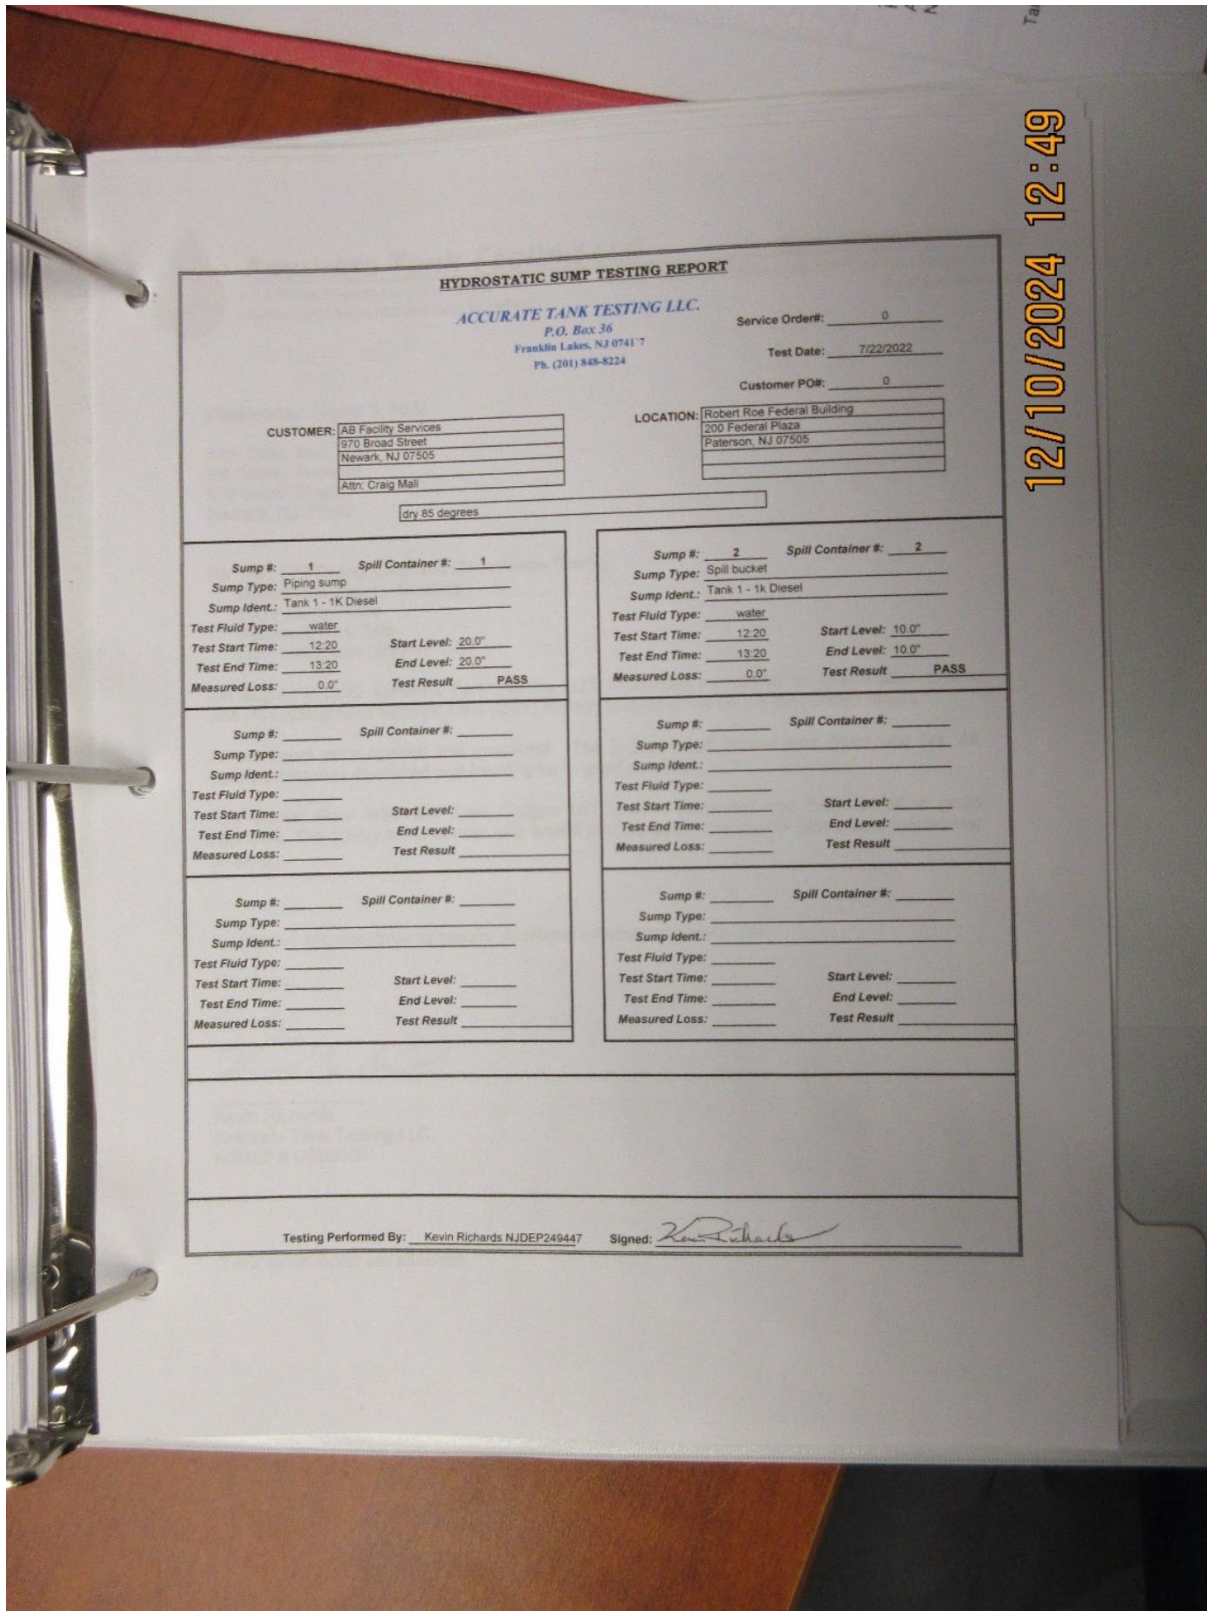 HYDROSTATIC SUMP TESTING REPORT
ACCURATE TANK TESTING LLC.
P.O. Box 36
Franklin Lakes, NJ 07417
Ph. (201) 848-8224
Service Order#: 0
Test Date: 7/22/2022
Customer PO#: 0
CUSTOMER: AB Facility Services
970 Broad Street
Newark, NJ 07505
Attn: Craig Mall
LOCATION: Robert Roe Federal Building
200 Federal Plaza
Paterson, NJ 07505
dry 85 degrees
Sump #: 1 Spill Container #: 1
Sump Type: Piping sump
Sump Ident.: Tank 1 - 1K Diesel
Test Fluid Type: water
Test Start Time: 12:20 Start Level: 20.0"
Test End Time: 13:20 End Level: 20.0"
Measured Loss: 0.0" Test Result PASS
Sump #: 2 Spill Container #: 2
Sump Type: Spill bucket
Sump Ident.: Tank 1 - 1k Diesel
Test Fluid Type: water
Test Start Time: 12:20 Start Level: 10.0"
Test End Time: 13:20 End Level: 10.0"
Measured Loss: 0.0" Test Result PASS
Sump #: Spill Container #:
Sump Type:
Sump Ident.:
Test Fluid Type:
Test Start Time: Start Level:
Test End Time: End Level:
Measured Loss: Test Result
Sump #: Spill Container #:
Sump Type:
Sump Ident.:
Test Fluid Type:
Test Start Time: Start Level:
Test End Time: End Level:
Measured Loss: Test Result
Sump #: Spill Container #:
Sump Type:
Sump Ident.:
Test Fluid Type:
Test Start Time: Start Level:
Test End Time: End Level:
Measured Loss: Test Result
Sump #: Spill Container #:
Sump Type:
Sump Ident.:
Test Fluid Type:
Test Start Time: Start Level:
Test End Time: End Level:
Measured Loss: Test Result
Testing Performed By: Kevin Richards NJDEP249447 Signed: Kevin Richards
12/10/2024 12:49